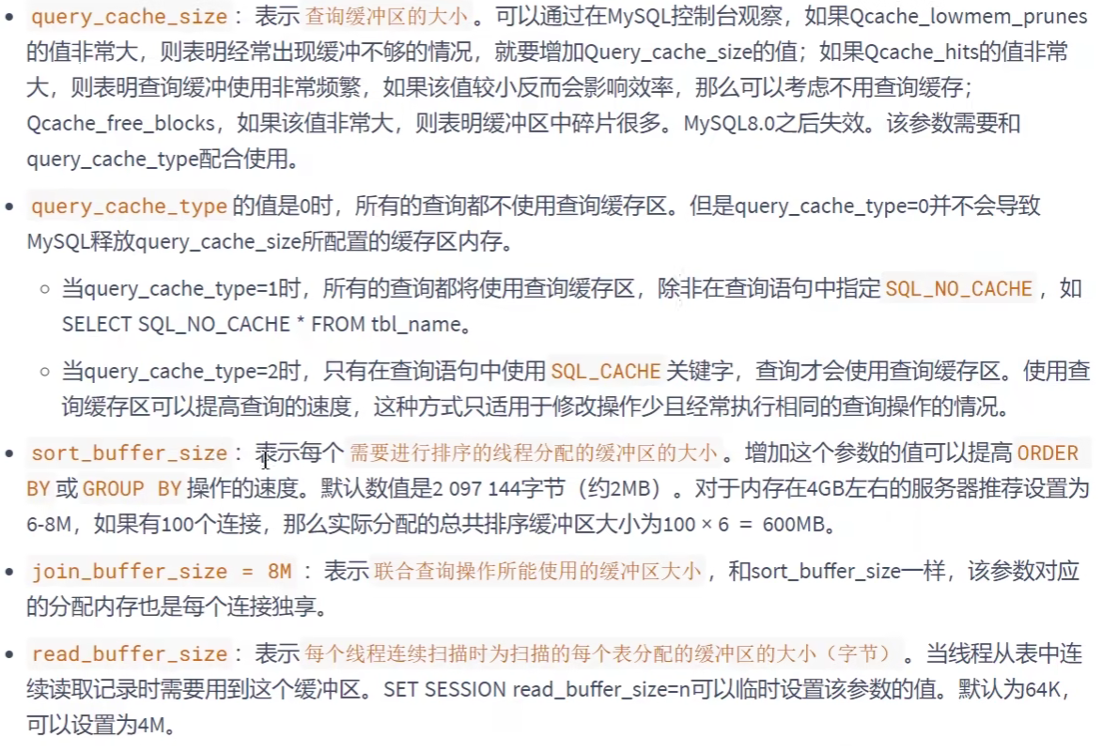 query_cache_size：表示 查询缓冲区的大小 。可以通过在MySQL控制台观察，如果Qcache_lowmem_prunes
的值非常大，则表明经常出现缓冲不够的情况，就要增加Query_cache_size的值；如果Qcache_hits的值非常
大，则表明查询缓冲使用非常频繁，如果该值较小反而会影响效率，那么可以考虑不用查询缓存；
Qcache_free_blocks，如果该值非常大，则表明缓冲区中碎片很多。MySQL8.0之后失效。该参数需要和
query_cache_type配合使用。
query_cache_type 的值是0时，所有的查询都不使用查询缓存区。但是query_cache_type=0并不会导致
MySQL释放query_cache_size所配置的缓存区内存。
当query_cache_type=1时，所有的查询都将使用查询缓存区，除非在查询语句中指定 SQL_NO_CACHE ，如
SELECT SQL_NO_CACHE * FROM tbl_name。
当query_cache_type=2时，只有在查询语句中使用 SQL_CACHE 关键字，查询才会使用查询缓存区。使用查
询缓存区可以提高查询的速度，这种方式只适用于修改操作少且经常执行相同的查询操作的情况。
sort_buffer_size：表示每个 需要进行排序的线程分配的缓冲区的大小 。增加这个参数的值可以提高 ORDER
BY 或 GROUP BY 操作的速度。默认数值是2 097 144字节（约2MB）。对于内存在4GB左右的服务器推荐设置为
6-8M，如果有100个连接，那么实际分配的总共排序缓冲区大小为100 × 6 ＝ 600MB。
join_buffer_size = 8M ：表示 联合查询操作所能使用的缓冲区大小 ，和sort_buffer_size一样，该参数对应
的分配内存也是每个连接独享。
read_buffer_size：表示 每个线程连续扫描时为扫描的每个表分配的缓冲区的大小（字节） 。当线程从表中连
续读取记录时需要用到这个缓冲区。SET SESSION read_buffer_size=n可以临时设置该参数的值。默认为64K，
可以设置为4M。